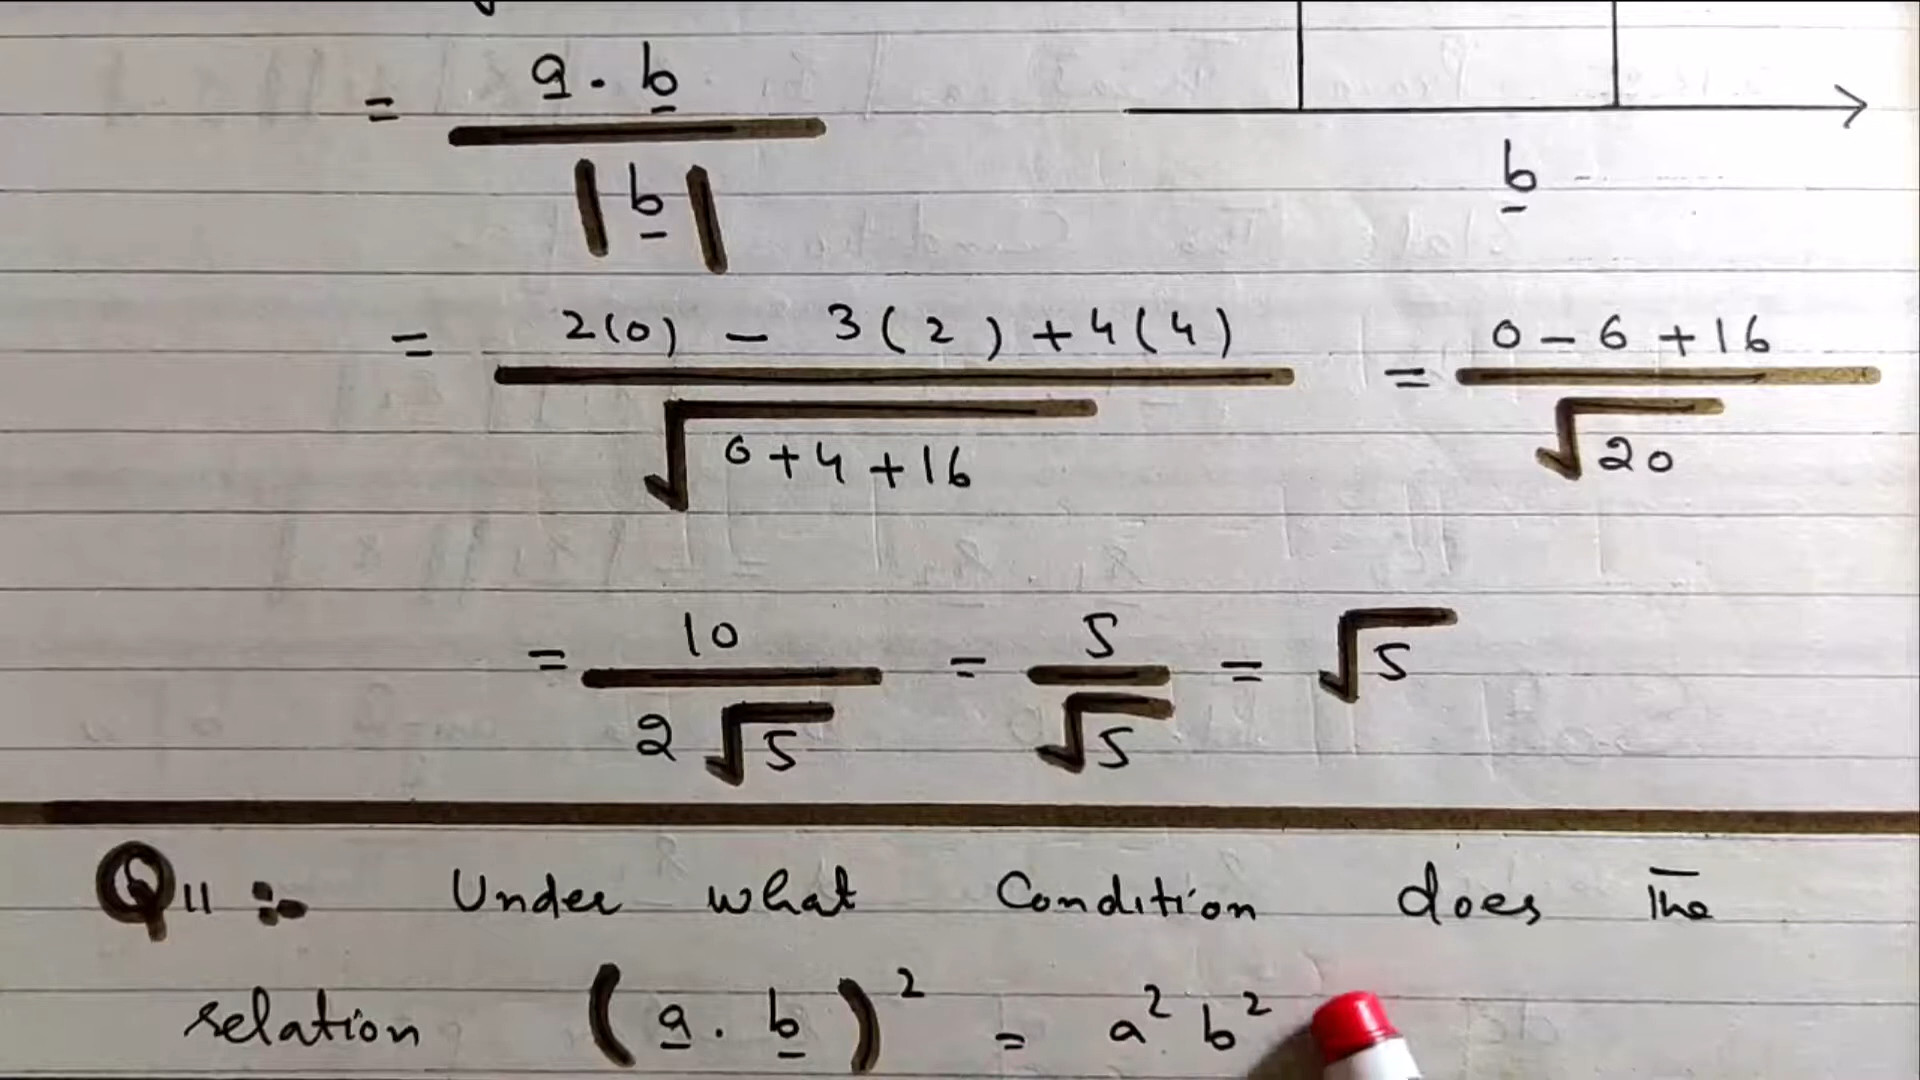 = a . b / |b|
b
= 2(0) - 3(2) + 4(4) / √0+4+16 = 0-6+16 / √20
= 10 / 2√5 = 5 / √5 = √5
Q11 :- Under what Condition does the
relation (a . b)² = a² b²